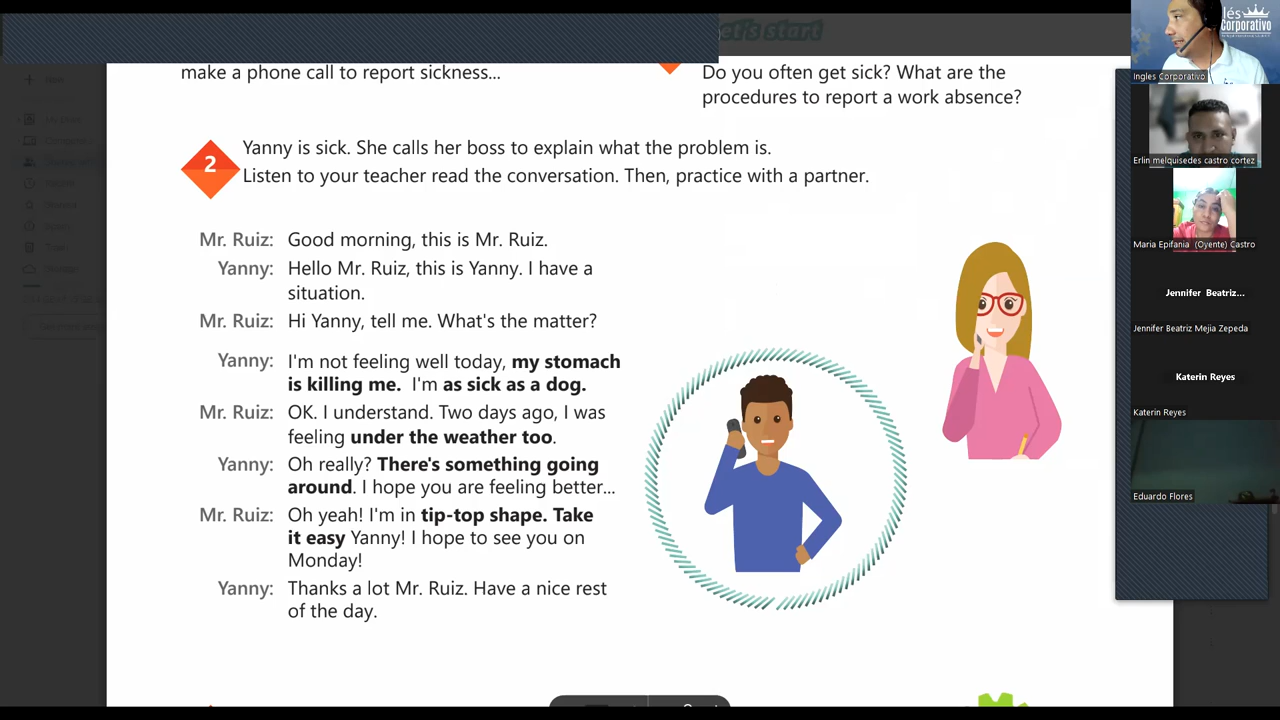 et's start
make a phone call to report sickness...
Do you often get sick? What are the
procedures to report a work absence?
2
Yanny is sick. She calls her boss to explain what the problem is.
Listen to your teacher read the conversation. Then, practice with a partner.
Mr. Ruiz: Good morning, this is Mr. Ruiz.
Yanny: Hello Mr. Ruiz, this is Yanny. I have a
situation.
Mr. Ruiz: Hi Yanny, tell me. What's the matter?
Yanny: I'm not feeling well today, my stomach
is killing me. I'm as sick as a dog.
Mr. Ruiz: OK. I understand. Two days ago, I was
feeling under the weather too.
Yanny: Oh really? There's something going
around. I hope you are feeling better...
Mr. Ruiz: Oh yeah! I'm in tip-top shape. Take
it easy Yanny! I hope to see you on
Monday!
Yanny: Thanks a lot Mr. Ruiz. Have a nice rest
of the day.
lés
Corporativo
Ingles Corporativo
Erlin melquisedes castro cortez
Maria Epifania (Oyente) Castro
Jennifer Beatriz...
Jennifer Beatriz Mejia Zepeda
Katerin Reyes
Katerin Reyes
Eduardo Flores